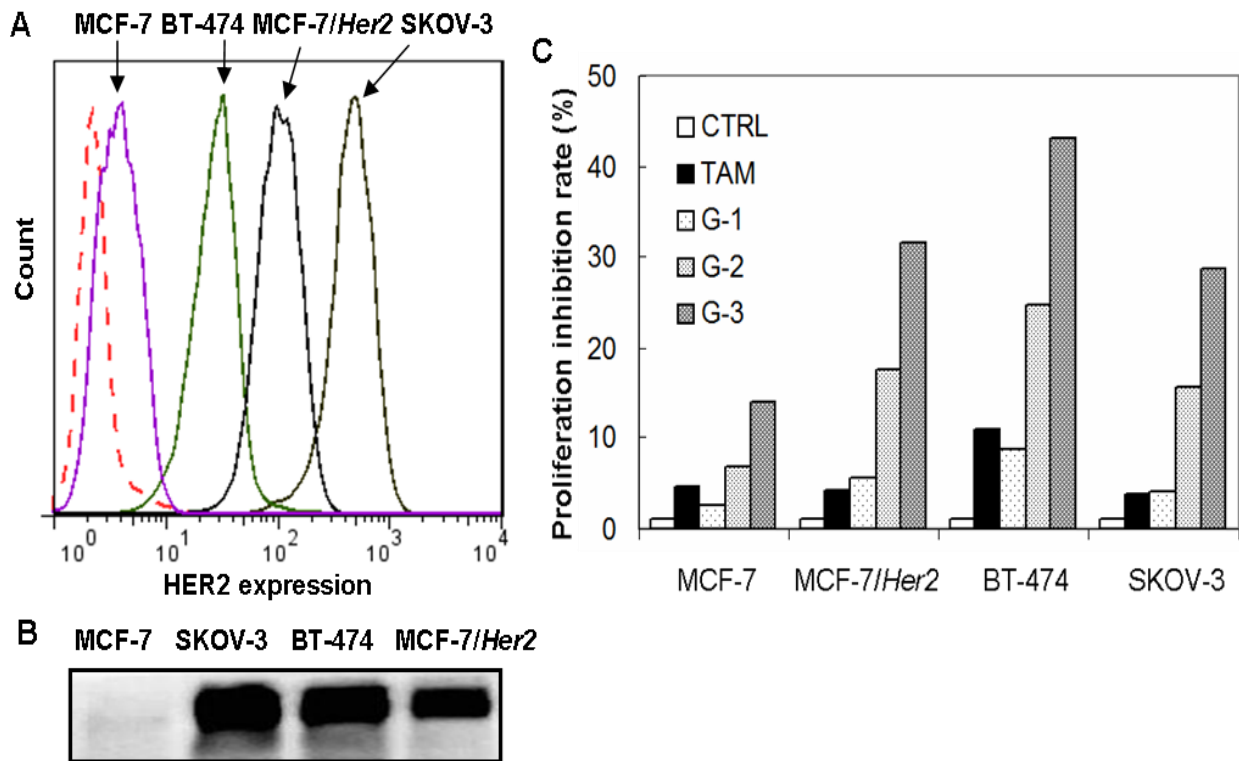 A
MCF-7 BT-474 MCF-7/Her2 SKOV-3
Count
10^0 10^1 10^2 10^3 10^4
HER2 expression
B
MCF-7 SKOV-3 BT-474 MCF-7/Her2
C
Proliferation inhibition rate (%)
50
40
30
20
10
0
CTRL
TAM
G-1
G-2
G-3
MCF-7 MCF-7/Her2 BT-474 SKOV-3